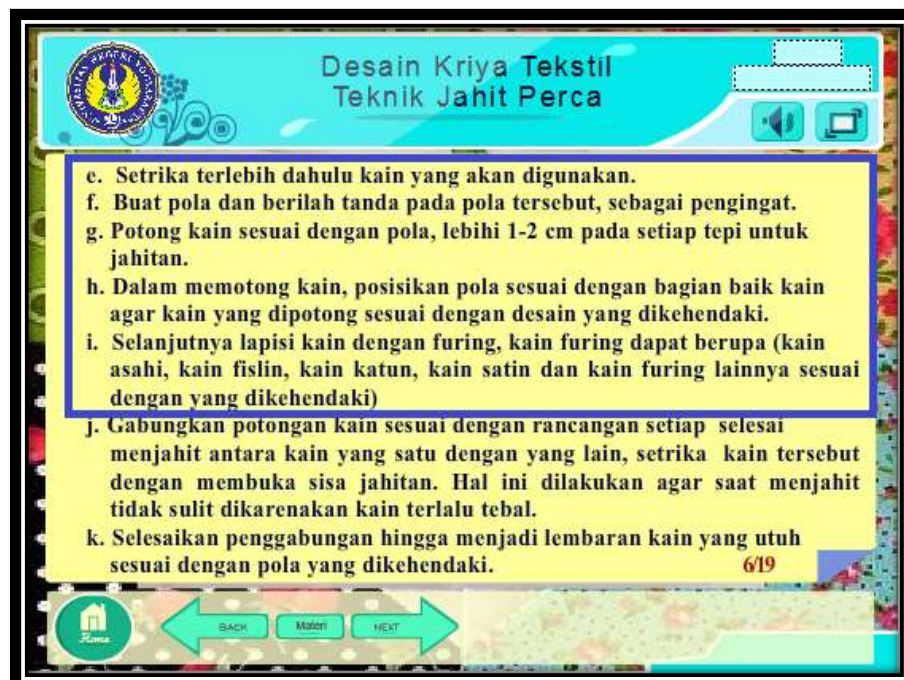 Desain Kriya Tekstil
Teknik Jahit Perca
e. Setrika terlebih dahulu kain yang akan digunakan.
f. Buat pola dan berilah tanda pada pola tersebut, sebagai pengingat.
g. Potong kain sesuai dengan pola, lebihi 1-2 cm pada setiap tepi untuk
jahitan.
h. Dalam memotong kain, posisikan pola sesuai dengan bagian baik kain
agar kain yang dipotong sesuai dengan desain yang dikehendaki.
i. Selanjutnya lapisi kain dengan furing, kain furing dapat berupa (kain
asahi, kain fislin, kain katun, kain satin dan kain furing lainnya sesuai
dengan yang dikehendaki)
j. Gabungkan potongan kain sesuai dengan rancangan setiap selesai
menjahit antara kain yang satu dengan yang lain, setrika kain tersebut
dengan membuka sisa jahitan. Hal ini dilakukan agar saat menjahit
tidak sulit dikarenakan kain terlalu tebal.
k. Selesaikan penggabungan hingga menjadi lembaran kain yang utuh
sesuai dengan pola yang dikehendaki.
6/19
Home
BACK
Materi
NEXT